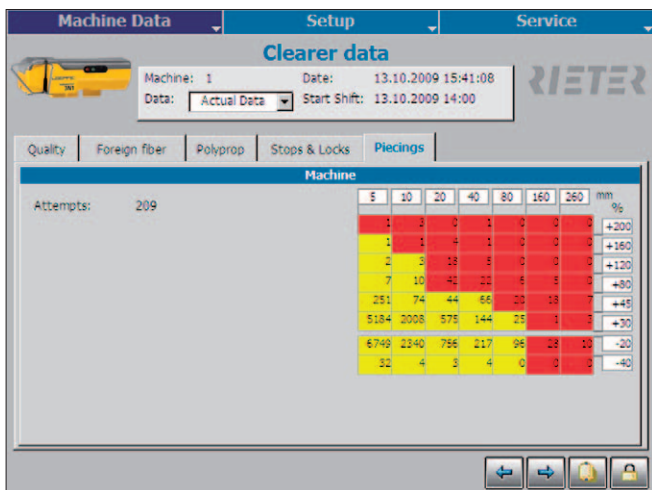 Machine Data Setup Service
Clearer data
Machine: 1 Date: 13.10.2009 15:41:08
Data: Actual Data Start Shift: 13.10.2009 14:00
RIETER
Quality Foreign fiber Polyprop Stops & Locks Piecings
Machine
Attempts: 209
5 10 20 40 80 160 260 mm
%
1 3 0 1 0 0 0 +200
1 1 4 1 0 0 0 +160
2 3 5 0 0 0 +120
7 10 6 5 0 +80
251 74 44 66 20 18 7 +45
5184 2008 575 144 25 1 3 +30
6749 2340 756 217 96 23 10 -20
32 4 3 4 0 0 0 -40